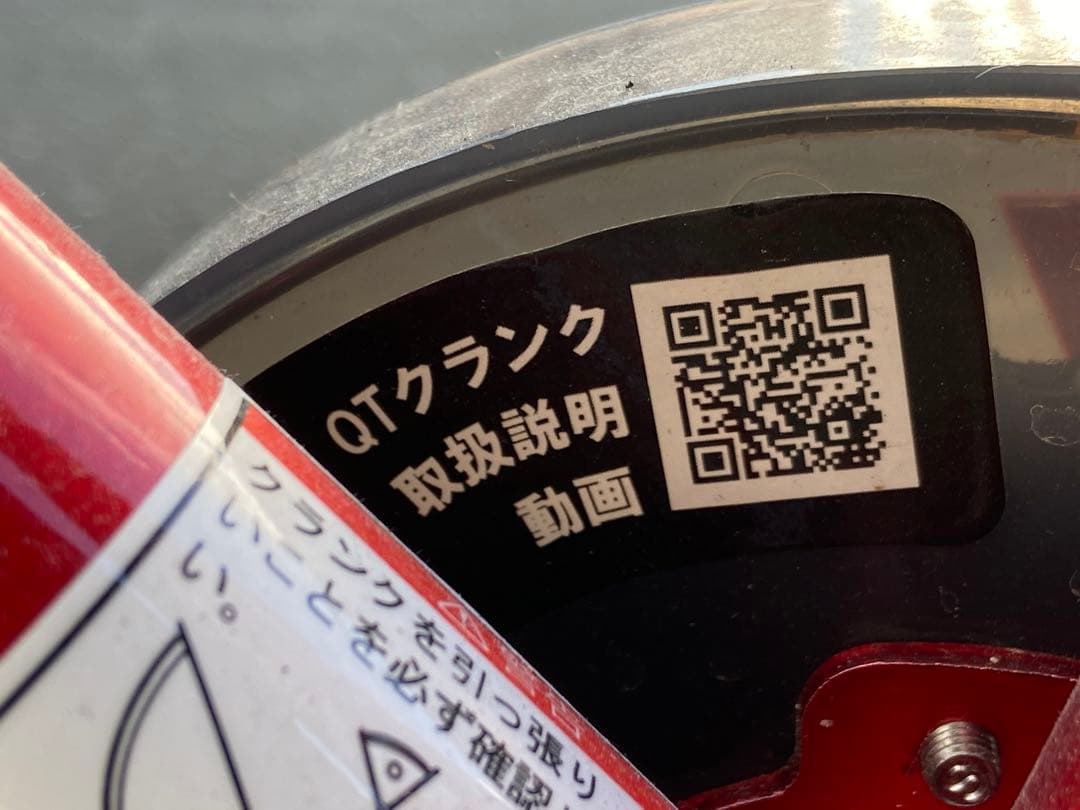 QTクランク
取扱説明
動画
クランクを引っ張り
いことを必ず確認
い。